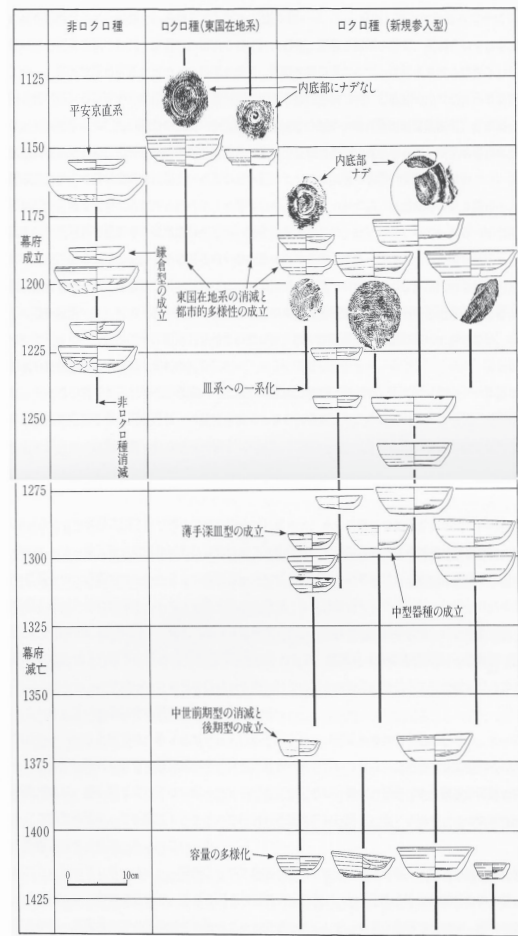 非ロクロ種
ロクロ種(東国在地系)
ロクロ種(新規参入型)
1125
内底部にナデなし
平安京直系
1150
内底部
ナデ
1175
幕府
成立
鎌倉型の成立
1200
東国在地系の消滅と
都市的多様性の成立
1225
皿系への一系化
1250
非ロクロ種消滅
1275
薄手深皿型の成立
1300
中型器種の成立
1325
幕府
滅亡
1350
中世前期型の消滅と
後期型の成立
1375
1400
容量の多様化
0
10cm
1425